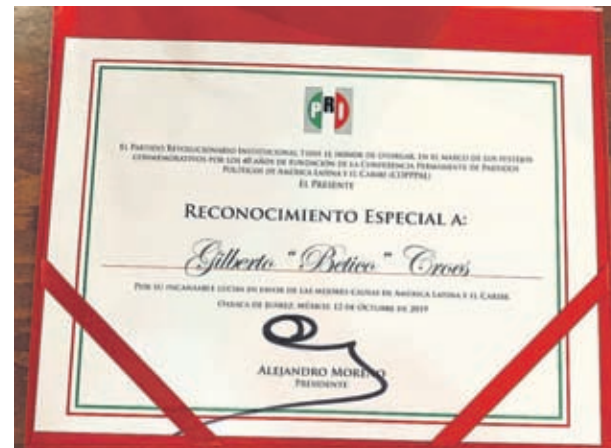 PRI
EL PARTIDO REVOLUCIONARIO INSTITUCIONAL TIENE EL HONOR DE OTORGAR, EN EL MARCO DE LOS FESTEJOS
CONMEMORATIVOS POR LOS 40 AÑOS DE FUNDACIÓN DE LA CONFERENCIA PERMANENTE DE PARTIDOS
POLÍTICOS DE AMÉRICA LATINA Y EL CARIBE (COPPPAL)
EL PRESENTE
RECONOCIMIENTO ESPECIAL A:
Gilberto "Betico" Croes
POR SU INCANSABLE LUCHA EN FAVOR DE LAS MEJORES CAUSAS DE AMÉRICA LATINA Y EL CARIBE
OAXACA DE JUÁREZ, MÉXICO, 12 DE OCTUBRE DE 2019
ALEJANDRO MORENO
PRESIDENTE